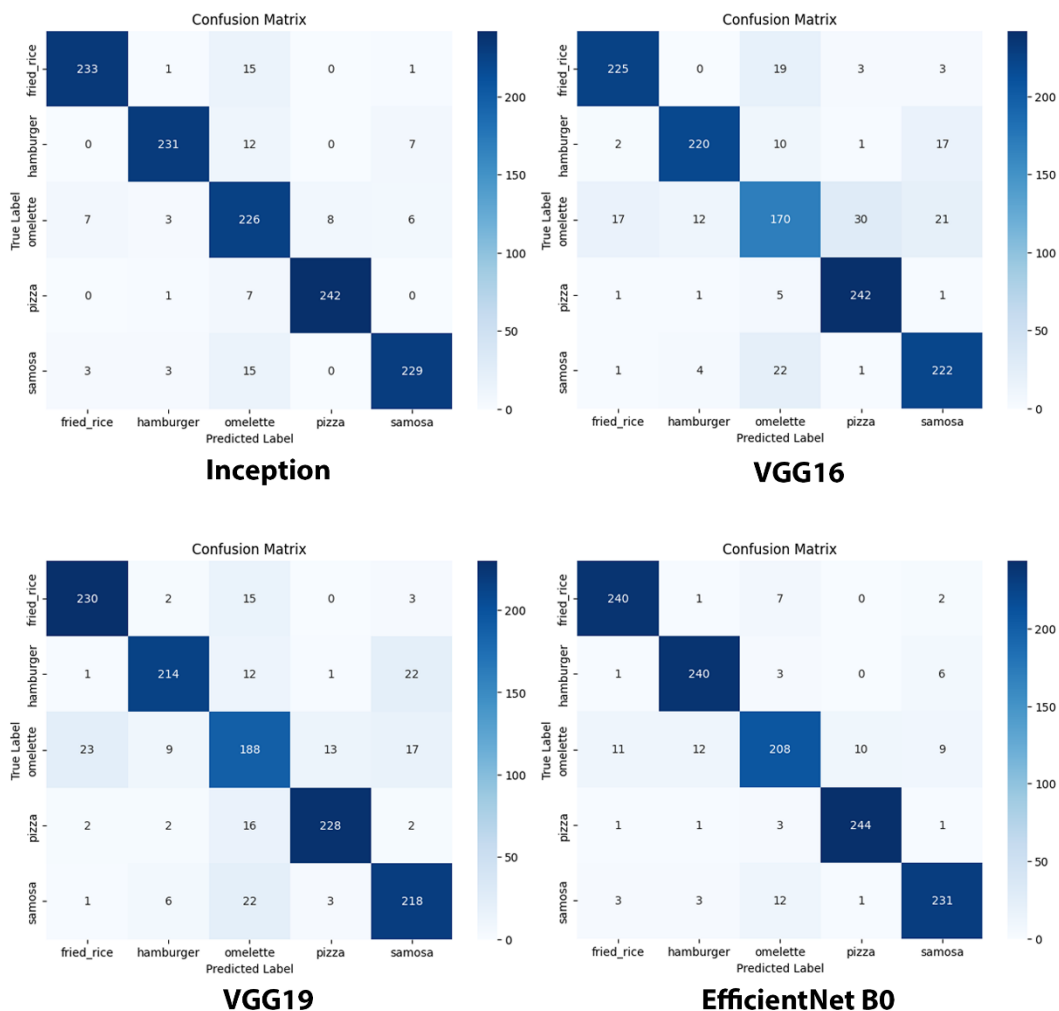 Confusion Matrix
fried_rice 233 1 15 0 1
hamburger 0 231 12 0 7
omelette 7 3 226 8 6
pizza 0 1 7 242 0
samosa 3 3 15 0 229
True Label
fried_rice hamburger omelette pizza samosa
Predicted Label
200
150
100
50
0
Inception
Confusion Matrix
fried_rice 225 0 19 3 3
hamburger 2 220 10 1 17
omelette 17 12 170 30 21
pizza 1 1 5 242 1
samosa 1 4 22 1 222
True Label
fried_rice hamburger omelette pizza samosa
Predicted Label
200
150
100
50
0
VGG16
Confusion Matrix
fried_rice 230 2 15 0 3
hamburger 1 214 12 1 22
omelette 23 9 188 13 17
pizza 2 2 16 228 2
samosa 1 6 22 3 218
True Label
fried_rice hamburger omelette pizza samosa
Predicted Label
200
150
100
50
0
VGG19
Confusion Matrix
fried_rice 240 1 7 0 2
hamburger 1 240 3 0 6
omelette 11 12 208 10 9
pizza 1 1 3 244 1
samosa 3 3 12 1 231
True Label
fried_rice hamburger omelette pizza samosa
Predicted Label
200
150
100
50
0
EfficientNet B0